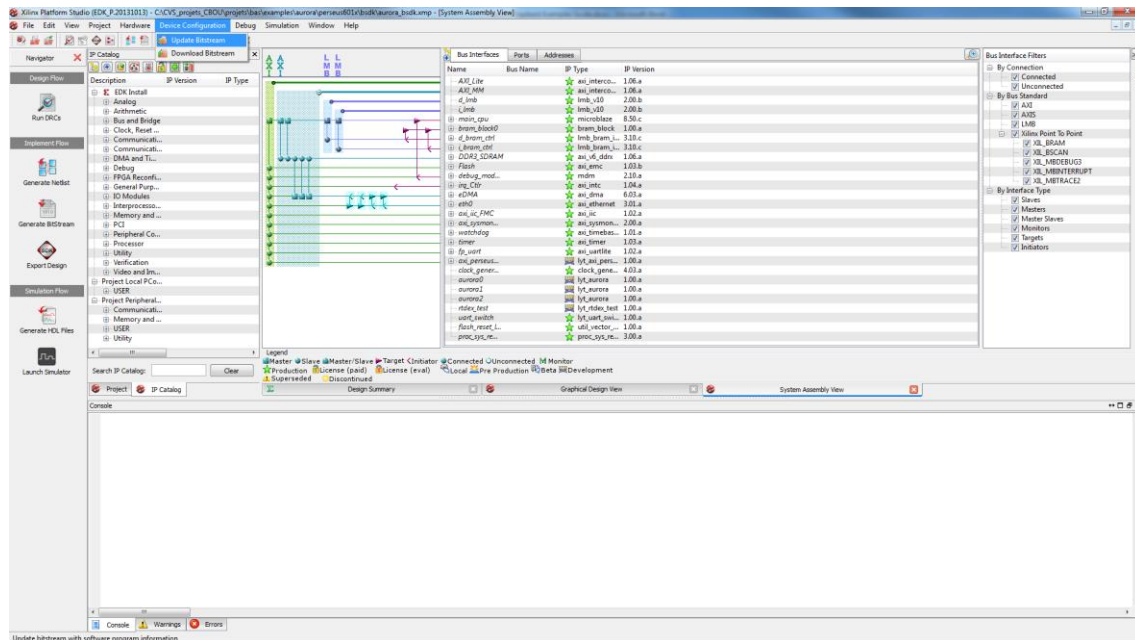 Xilinx Platform Studio (EDK_P.20131013) - C:\CVS_projets_CBOU\projets\bas\examples\aurora\perseus601x\bsdk\aurora_bsdk.xmp - [System Assembly View]
File Edit View Project Hardware Device Configuration Debug Simulation Window Help
Update Bitstream
Download Bitstream
Navigator
Design Flow
Run DRCs
Implement Flow
Generate Netlist
Generate BitStream
Export Design
Simulation Flow
Generate HDL Files
Launch Simulator
IP Catalog
Description IP Version IP Type
EDK Install
Analog
Arithmetic
Bus and Bridge
Clock, Reset ...
Communicati...
Communicati...
DMA and Ti...
Debug
FPGA Reconfi...
General Purp...
IO Modules
Interprocesso...
Memory and ...
PCI
Peripheral Co...
Processor
Utility
Verification
Video and Im...
Project Local PCo...
USER
Project Peripheral...
Communicati...
Memory and ...
USER
Utility
Search IP Catalog: Clear
Project IP Catalog
A A L L
X X M M
I I B B
Bus Interfaces Ports Addresses
Name Bus Name IP Type IP Version
AXI_Lite axi_interco... 1.06.a
AXI_MM axi_interco... 1.06.a
d_lmb lmb_v10 2.00.b
i_lmb lmb_v10 2.00.b
main_cpu microblaze 8.50.c
bram_block0 bram_block 1.00.a
d_bram_ctrl lmb_bram_i... 3.10.c
i_bram_ctrl lmb_bram_i... 3.10.c
DDR3_SDRAM axi_v6_ddrx 1.06.a
Flash axi_emc 1.03.b
debug_mod... mdm 2.10.a
irq_Ctlr axi_intc 1.04.a
eDMA axi_dma 6.03.a
eth0 axi_ethernet 3.01.a
axi_iic_FMC axi_iic 1.02.a
axi_sysmon... axi_sysmon... 2.00.a
watchdog axi_timebas... 1.01.a
timer axi_timer 1.03.a
fp_uart axi_uartlite 1.02.a
axi_perseus... lyt_axi_pers... 1.00.a
clock_gener... clock_gene... 4.03.a
aurora0 lyt_aurora 1.00.a
aurora1 lyt_aurora 1.00.a
aurora2 lyt_aurora 1.00.a
rtdex_test lyt_rtdex_test 1.00.a
uart_switch lyt_uart_swi... 1.00.a
flash_reset_i... util_vector_... 1.00.a
proc_sys_re... proc_sys_re... 3.00.a
Legend
Master Slave Master/Slave Target Initiator Connected Unconnected M Monitor
Production License (paid) License (eval) Local Pre Production Beta Development
Superseded Discontinued
Design Summary Graphical Design View System Assembly View
Bus Interface Filters
By Connection
Connected
Unconnected
By Bus Standard
AXI
AXIS
LMB
Xilinx Point To Point
XIL_BRAM
XIL_BSCAN
XIL_MBDEBUG3
XIL_MBINTERRUPT
XIL_MBTRACE2
By Interface Type
Slaves
Masters
Master Slaves
Monitors
Targets
Initiators
Console
Console Warnings Errors
Update bitstream with software program information